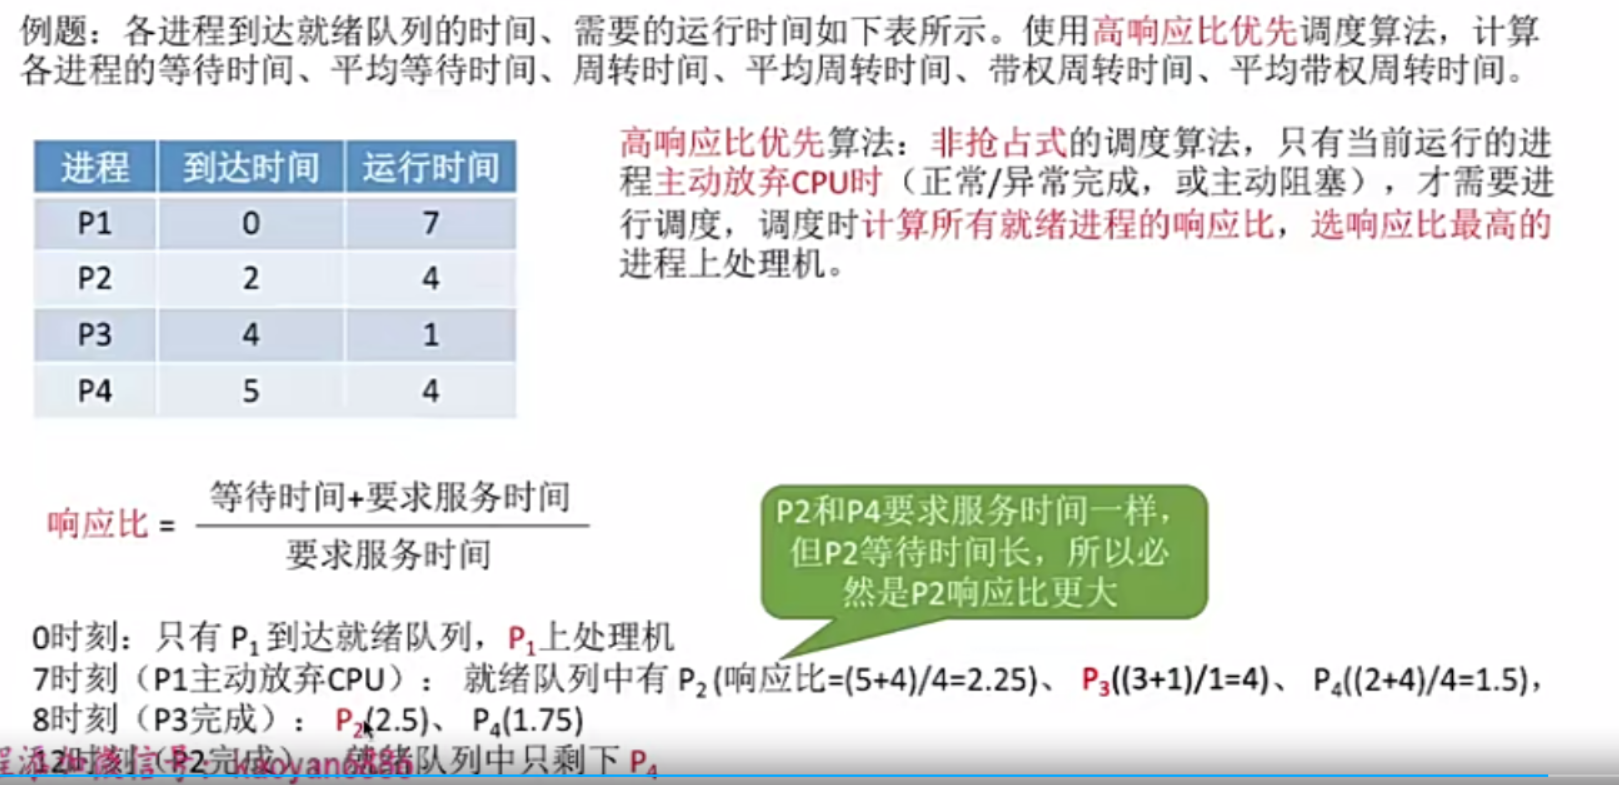 例题：各进程到达就绪队列的时间、需要的运行时间如下表所示。使用高响应比优先调度算法，计算
各进程的等待时间、平均等待时间、周转时间、平均周转时间、带权周转时间、平均带权周转时间。
进程 到达时间 运行时间
P1 0 7
P2 2 4
P3 4 1
P4 5 4
高响应比优先算法：非抢占式的调度算法，只有当前运行的进
程主动放弃CPU时（正常/异常完成，或主动阻塞），才需要进
行调度，调度时计算所有就绪进程的响应比，选响应比最高的
进程上处理机。
响应比 =
等待时间+要求服务时间
要求服务时间
P2和P4要求服务时间一样，
但P2等待时间长，所以必
然是P2响应比更大
0时刻：只有 P1 到达就绪队列，P1上处理机
7时刻（P1主动放弃CPU）： 就绪队列中有 P2 (响应比=(5+4)/4=2.25)、 P3((3+1)/1=4)、 P4((2+4)/4=1.5)，
8时刻（P3完成）： P2(2.5)、 P4(1.75)
12时刻（P2完成） 就绪队列中只剩下 P4